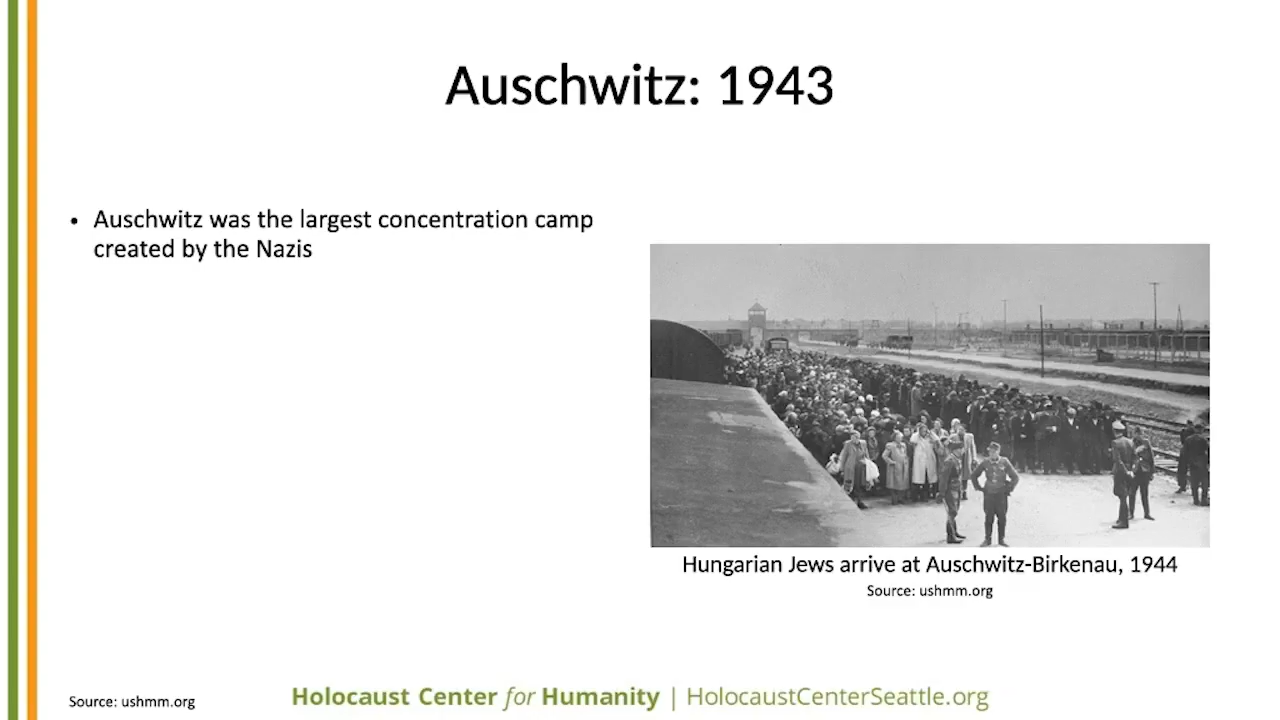 Auschwitz: 1943
• Auschwitz was the largest concentration camp
created by the Nazis
Hungarian Jews arrive at Auschwitz-Birkenau, 1944
Source: ushmm.org
Source: ushmm.org
Holocaust Center for Humanity | HolocaustCenterSeattle.org